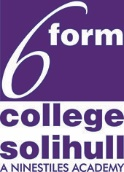 6 form
college
solihull
A NINESTILES ACADEMY